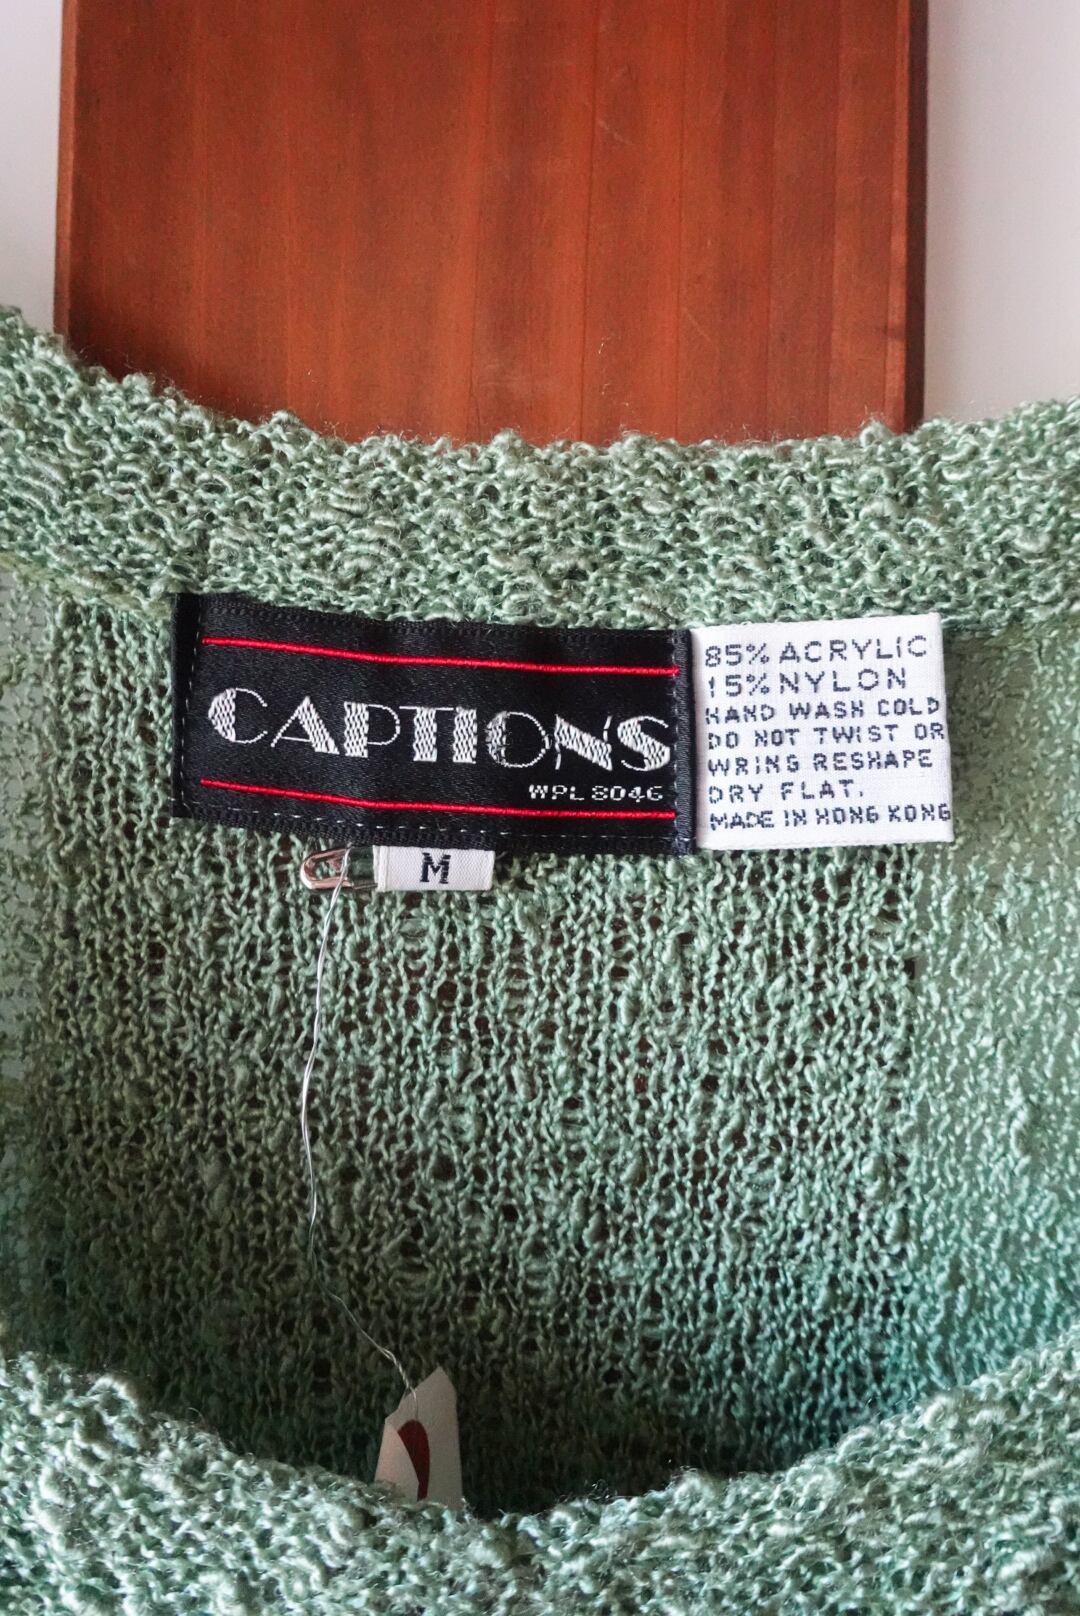 CAPTIONS
WPL 8046
M
85% ACRYLIC
15% NYLON
HAND WASH COLD
DO NOT TWIST OR
WRING RESHAPE
DRY FLAT.
MADE IN HONG KONG